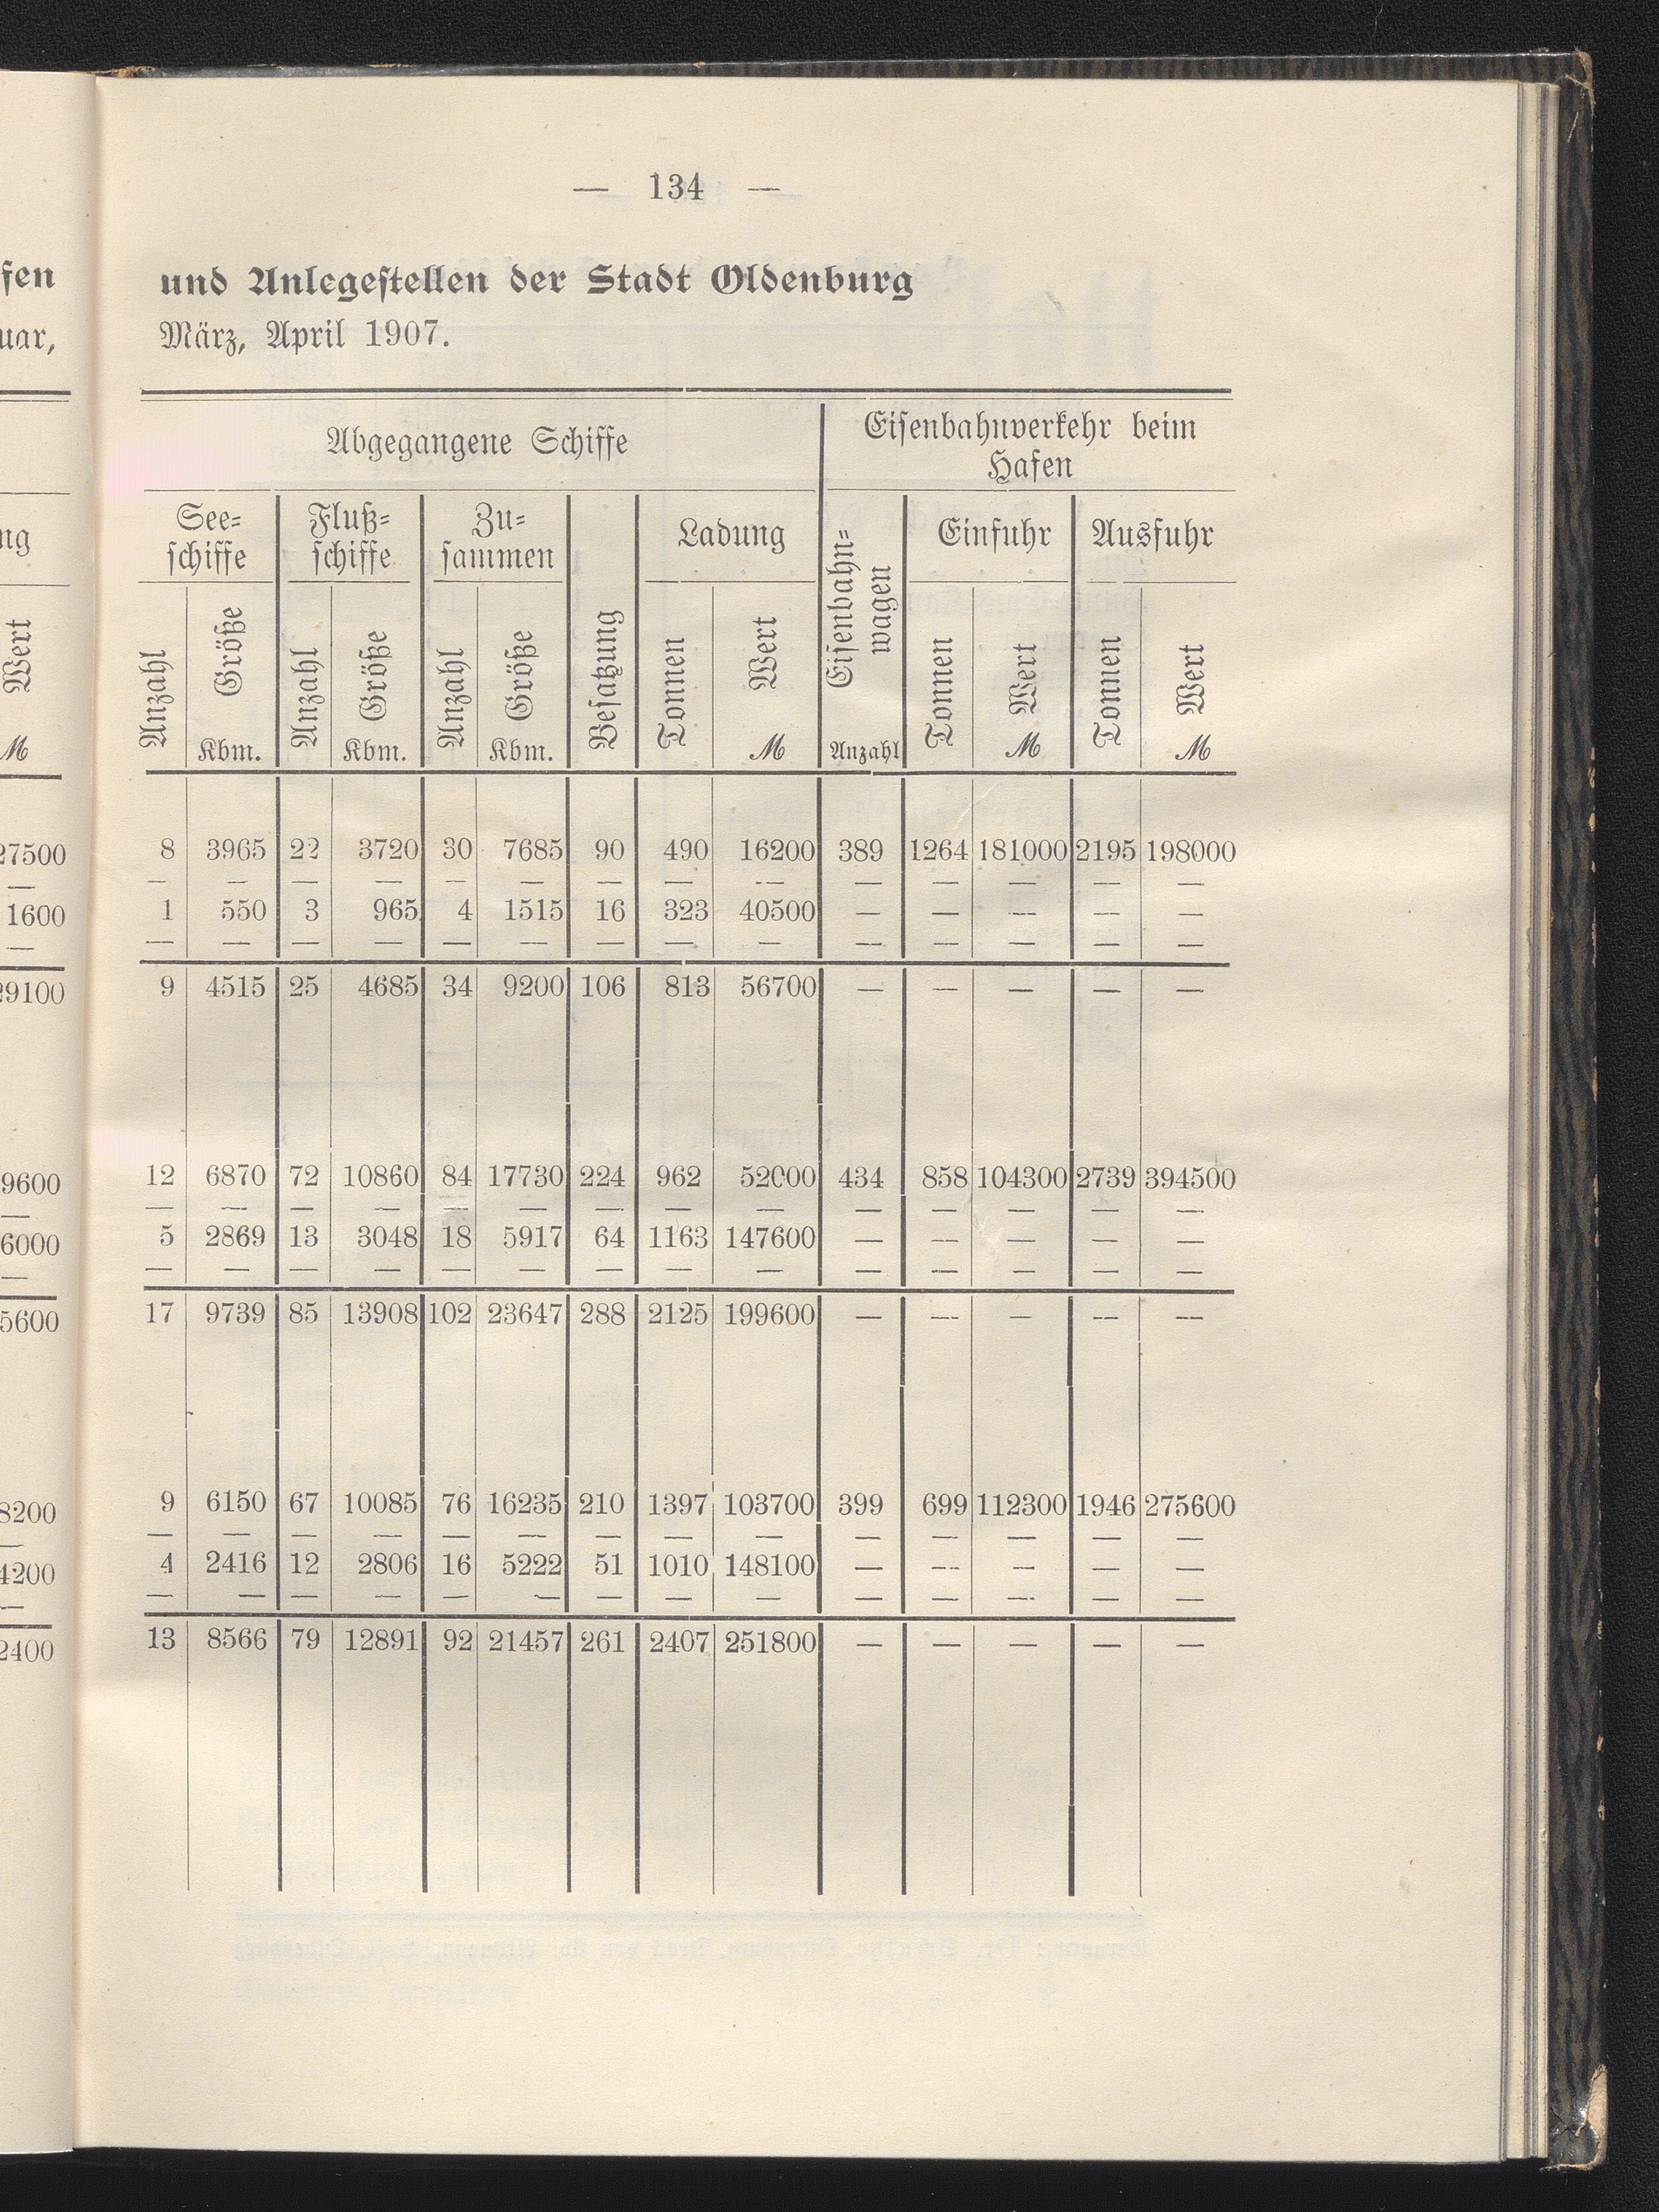 — 134 —
fen und Anlegestellen der Stadt Oldenburg
uar, März, April 1907.
Abgegangene Schiffe Eisenbahnverkehr beim
Hafen
ng See= Fluß= Zu= Ladung Eisenbahn= Einfuhr Ausfuhr
schiffe schiffe sammen wagen
Wert Anzahl Größe Anzahl Größe Anzahl Größe Besatzung Tonnen Wert Tonnen Wert Tonnen Wert
M Kbm. Kbm. Kbm. M Anzahl M M
27500 8 3965 22 3720 30 7685 90 490 16200 389 1264 181000 2195 198000
— — — — — — — — — — — — — — — —
1600 1 550 3 965 4 1515 16 323 40500 — — — — —
— — — — — — — — — — — — — — —
29100 9 4515 25 4685 34 9200 106 813 56700 — — — — —
9600 12 6870 72 10860 84 17730 224 962 52000 434 858 104300 2739 394500
— — — — — — — — — — — — — — —
6000 5 2869 13 3048 18 5917 64 1163 147600 — — — — —
— — — — — — — — — — — — — — —
5600 17 9739 85 13908 102 23647 288 2125 199600 — — — — —
8200 9 6150 67 10085 76 16235 210 1397 103700 399 699 112300 1946 275600
— — — — — — — — — — — — — — —
4200 4 2416 12 2806 16 5222 51 1010 148100 — — — — —
— — — — — — — — — — — — — — —
2400 13 8566 79 12891 92 21457 261 2407 251800 — — — — —